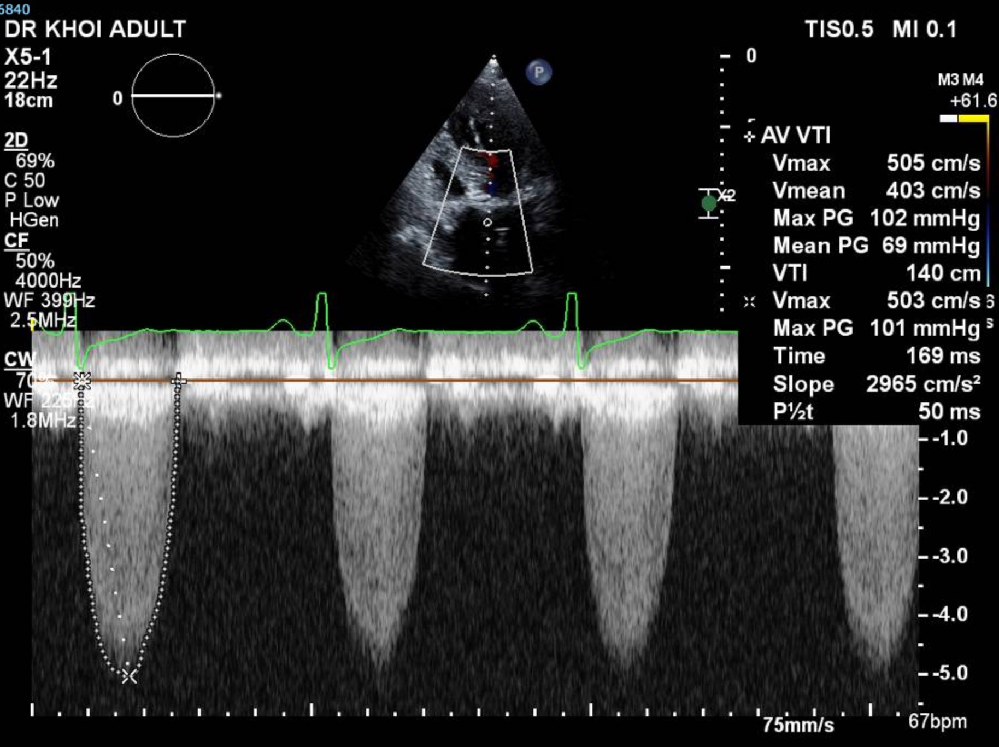 5840
DR KHOI ADULT
TIS0.5 MI 0.1
X5-1
22Hz
18cm
0
P
0
M3 M4
+61.6
2D
69%
C 50
P Low
HGen
CF
50%
4000Hz
WF 399Hz
2.5MHz
CW
70%
WF 225Hz
1.8MHz
X2
AV VTI
Vmax 505 cm/s
Vmean 403 cm/s
Max PG 102 mmHg
Mean PG 69 mmHg
VTI 140 cm
Vmax 503 cm/s
Max PG 101 mmHg
Time 169 ms
Slope 2965 cm/s²
P½t 50 ms
-1.0
-2.0
-3.0
-4.0
-5.0
75mm/s
67bpm